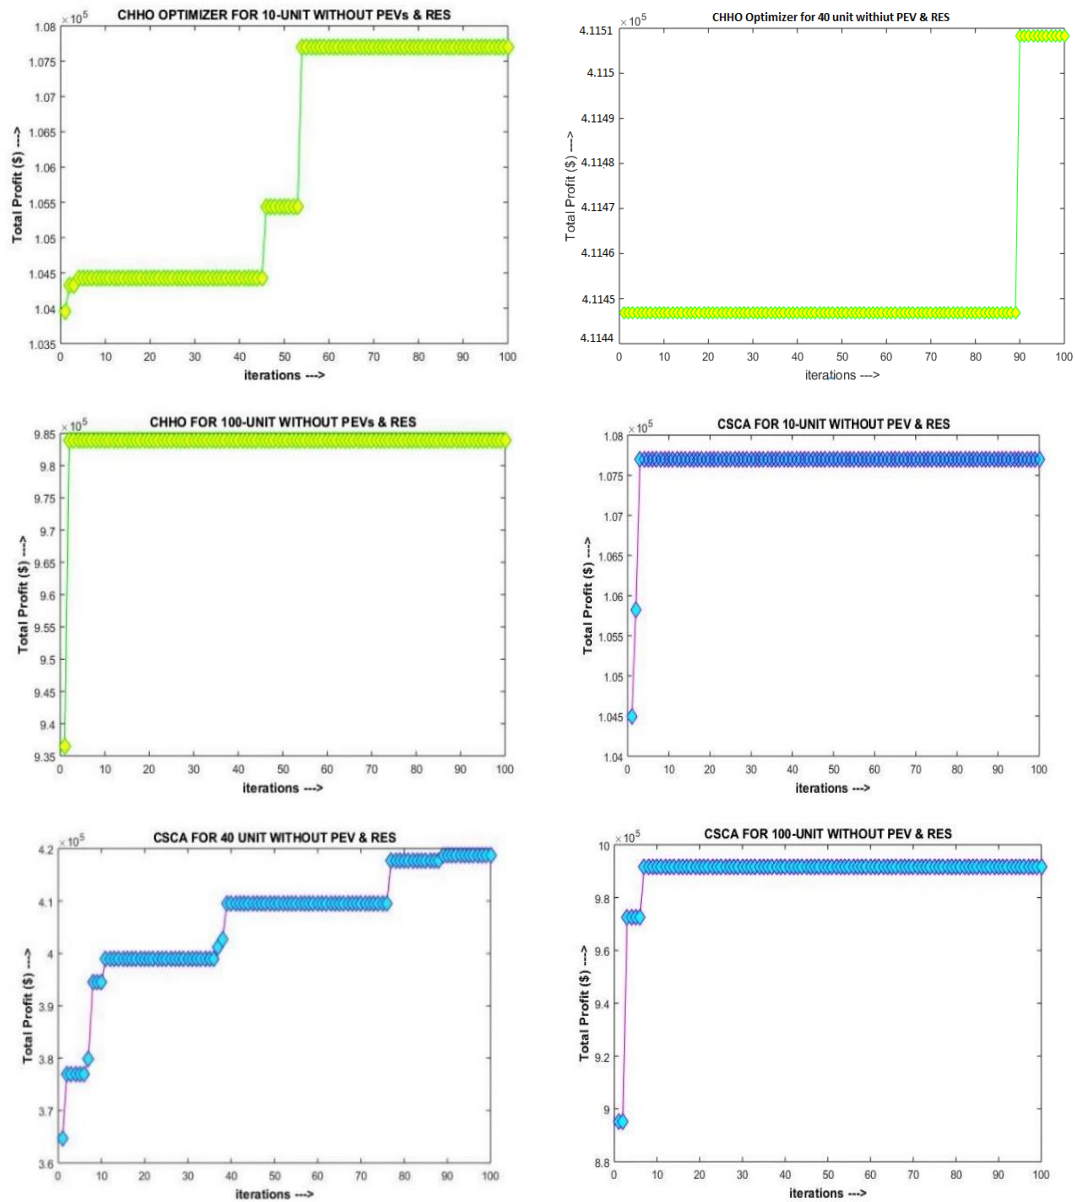 CHHO OPTIMIZER FOR 10-UNIT WITHOUT PEVs & RES
×10⁵
1.08
1.075
1.07
1.065
1.06
1.055
1.05
1.045
1.04
1.035
Total Profit ($) --->
0 10 20 30 40 50 60 70 80 90 100
iterations --->
CHHO Optimizer for 40 unit withiut PEV & RES
×10⁵
4.1151
4.115
4.1149
4.1148
4.1147
4.1146
4.1145
4.1144
Total Profit ($) --->
0 10 20 30 40 50 60 70 80 90 100
iterations --->
CHHO FOR 100-UNIT WITHOUT PEVs & RES
×10⁵
9.85
9.8
9.75
9.7
9.65
9.6
9.55
9.5
9.45
9.4
9.35
Total Profit ($) --->
0 10 20 30 40 50 60 70 80 90 100
iterations --->
CSCA FOR 10-UNIT WITHOUT PEV & RES
×10⁵
1.08
1.075
1.07
1.065
1.06
1.055
1.05
1.045
1.04
Total Profit ($) --->
0 10 20 30 40 50 60 70 80 90 100
iterations --->
CSCA FOR 40 UNIT WITHOUT PEV & RES
×10⁵
4.2
4.1
4
3.9
3.8
3.7
3.6
Total Profit ($) --->
0 10 20 30 40 50 60 70 80 90 100
iterations --->
CSCA FOR 100-UNIT WITHOUT PEV & RES
×10⁵
10
9.8
9.6
9.4
9.2
9
8.8
Total Profit ($) --->
0 10 20 30 40 50 60 70 80 90 100
iterations --->